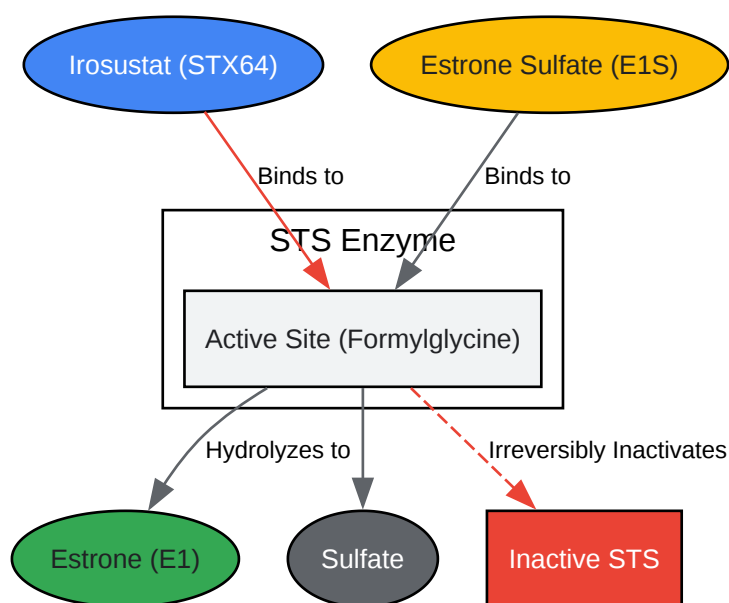 Irosustat (STX64)
Estrone Sulfate (E1S)
Binds to
Binds to
STS Enzyme
Active Site (Formylglycine)
Hydrolyzes to
Irreversibly Inactivates
Estrone (E1)
Sulfate
Inactive STS